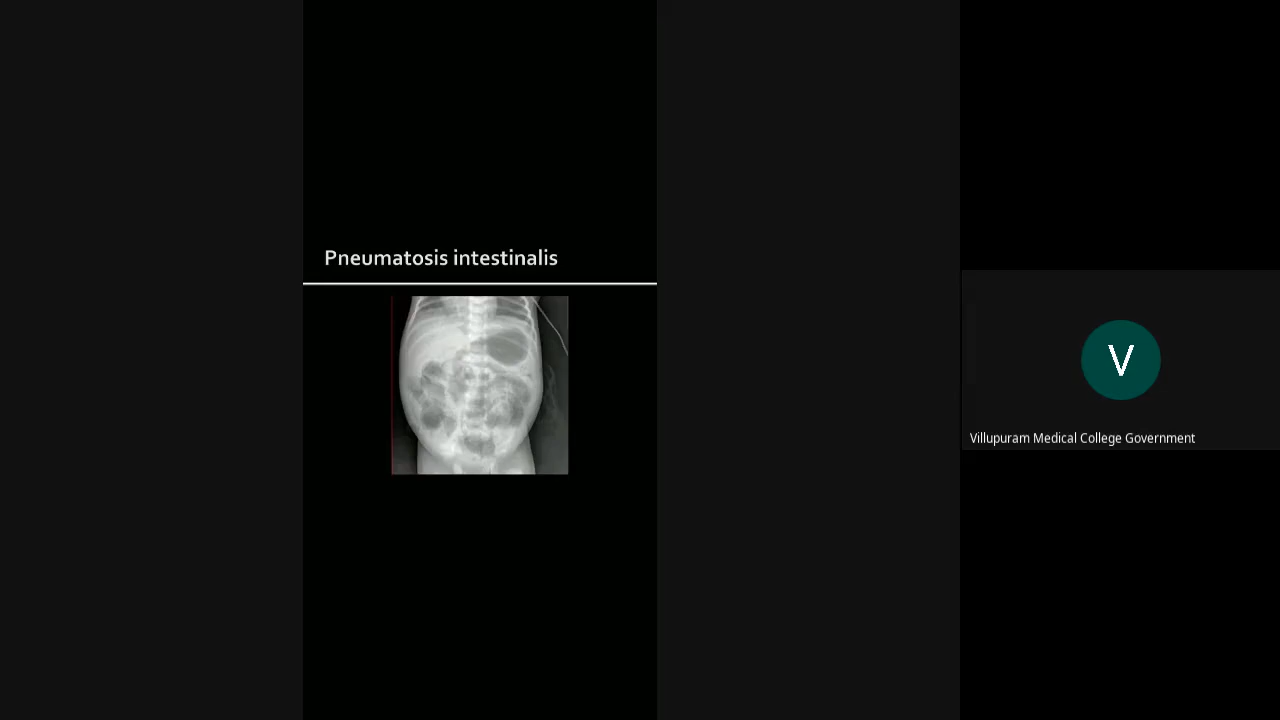 Pneumatosis intestinalis
V
Villupuram Medical College Government